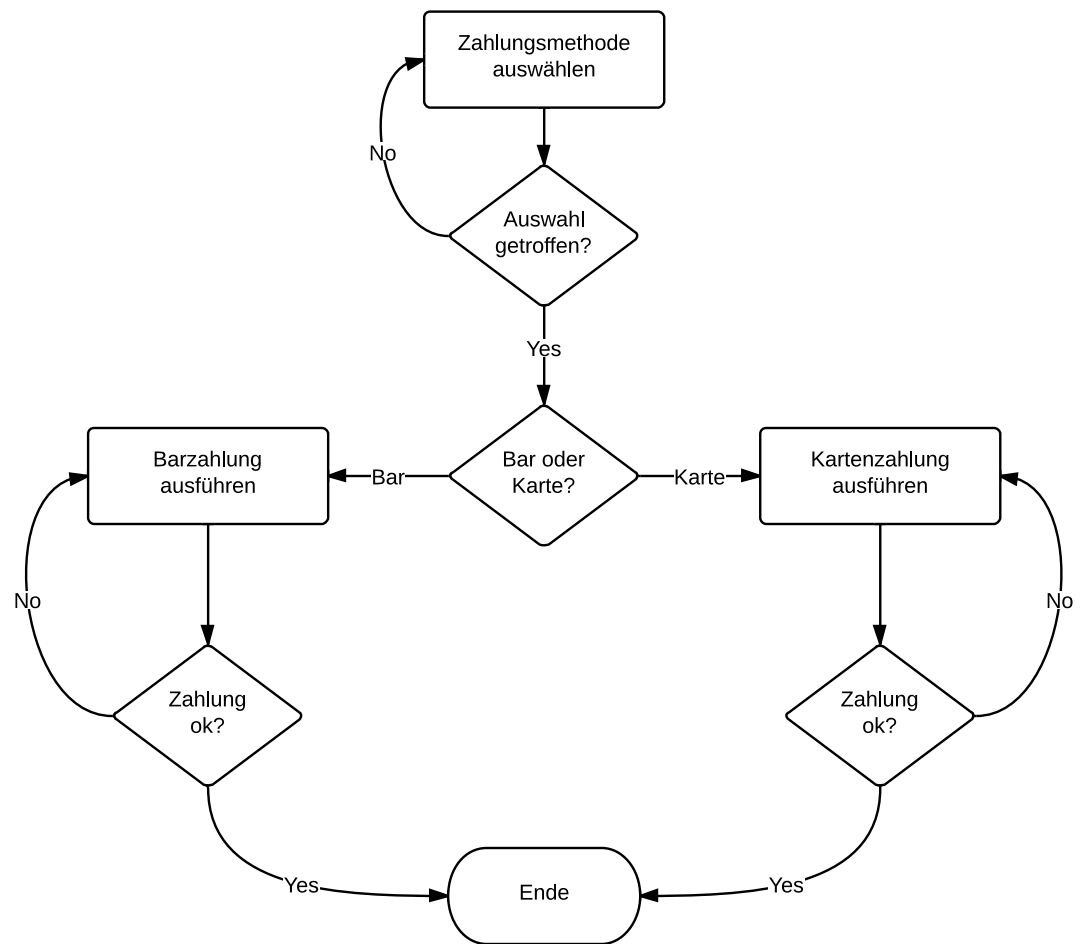 Zahlungsmethode
auswählen
No
Auswahl
getroffen?
Yes
Barzahlung
ausführen
Bar
Bar oder
Karte?
Karte
Kartenzahlung
ausführen
No
No
Zahlung
ok?
Zahlung
ok?
Yes
Ende
Yes